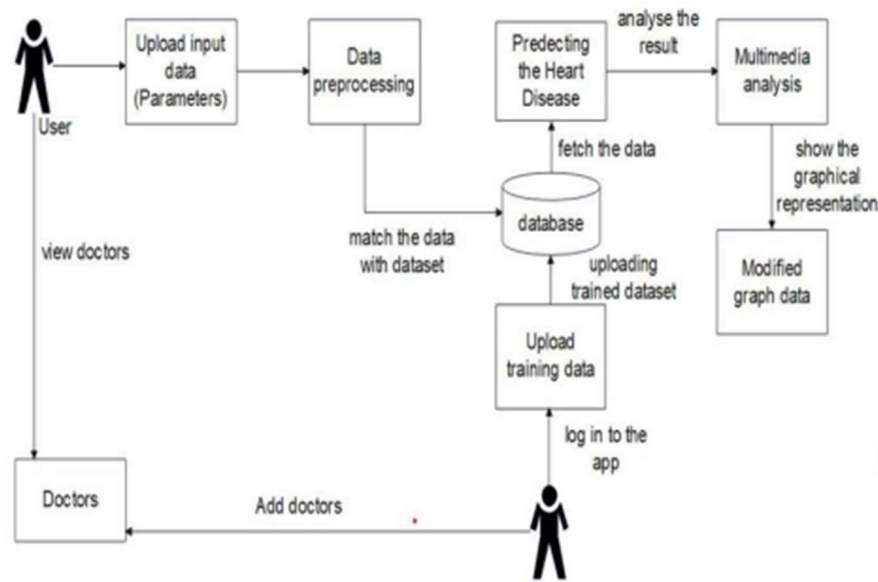 Upload input
data
(Parameters)
Data
preprocessing
Predecting
the Heart
Disease
analyse the
result
Multimedia
analysis
User
fetch the data
show the
graphical
representation
database
view doctors
match the data
with dataset
uploading
trained dataset
Modified
graph data
Upload
training data
log in to the
app
Doctors
Add doctors